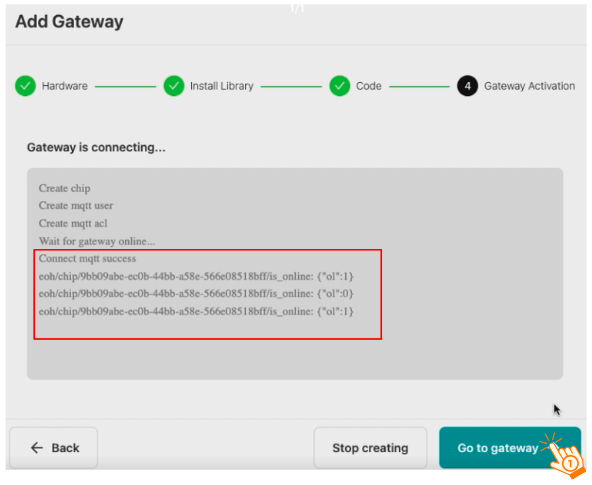 1/1
Add Gateway
Hardware
Install Library
Code
4
Gateway Activation
Gateway is connecting...
Create chip
Create mqtt user
Create mqtt acl
Wait for gateway online...
Connect mqtt success
eoh/chip/9bb09abe-ec0b-44bb-a58e-566e08518bff/is_online: {"ol":1}
eoh/chip/9bb09abe-ec0b-44bb-a58e-566e08518bff/is_online: {"ol":0}
eoh/chip/9bb09abe-ec0b-44bb-a58e-566e08518bff/is_online: {"ol":1}
← Back
Stop creating
Go to gateway
1